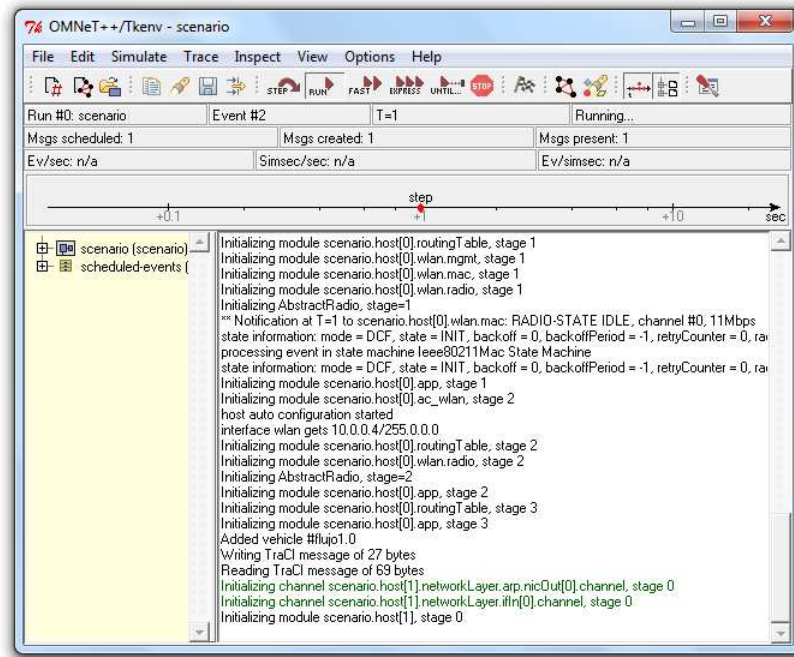 OMNeT++/Tkenv - scenario
File Edit Simulate Trace Inspect View Options Help
STEP RUN FAST EXPRESS UNTIL... STOP
Run #0: scenario Event #2 T=1 Running...
Msgs scheduled: 1 Msgs created: 1 Msgs present: 1
Ev/sec: n/a Simsec/sec: n/a Ev/simsec: n/a
step
+0.1 +1 +10 sec
scenario (scenario)
scheduled-events (
Initializing module scenario.host[0].routingTable, stage 1
Initializing module scenario.host[0].wlan.mgmt, stage 1
Initializing module scenario.host[0].wlan.mac, stage 1
Initializing module scenario.host[0].wlan.radio, stage 1
Initializing AbstractRadio, stage=1
** Notification at T=1 to scenario.host[0].wlan.mac: RADIO-STATE IDLE, channel #0, 11Mbps
state information: mode = DCF, state = INIT, backoff = 0, backoffPeriod = -1, retryCounter = 0, ra
processing event in state machine Ieee80211Mac State Machine
state information: mode = DCF, state = INIT, backoff = 0, backoffPeriod = -1, retryCounter = 0, ra
Initializing module scenario.host[0].app, stage 1
Initializing module scenario.host[0].ac_wlan, stage 2
host auto configuration started
interface wlan gets 10.0.0.4/255.0.0.0
Initializing module scenario.host[0].routingTable, stage 2
Initializing module scenario.host[0].wlan.radio, stage 2
Initializing AbstractRadio, stage=2
Initializing module scenario.host[0].app, stage 2
Initializing module scenario.host[0].routingTable, stage 3
Initializing module scenario.host[0].app, stage 3
Added vehicle #flujo1.0
Writing TraCI message of 27 bytes
Reading TraCI message of 69 bytes
Initializing channel scenario.host[1].networkLayer.arp.nicOut[0].channel, stage 0
Initializing channel scenario.host[1].networkLayer.ifIn[0].channel, stage 0
Initializing module scenario.host[1], stage 0